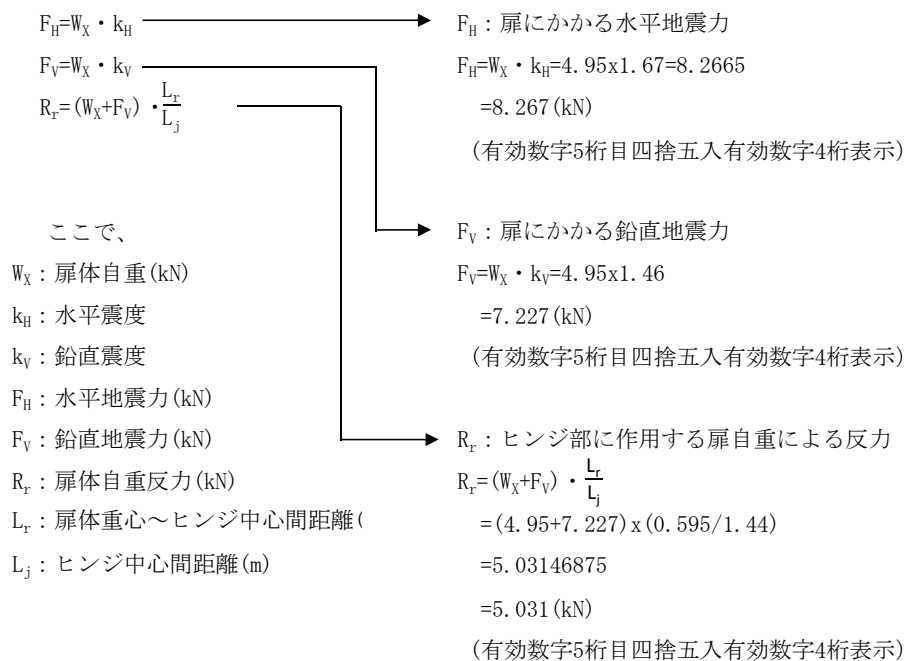 F_H=W_X・k_H
F_V=W_X・k_V
R_r=(W_X+F_V)・L_r/L_j
ここで、
W_X：扉体自重(kN)
k_H：水平震度
k_V：鉛直震度
F_H：水平地震力(kN)
F_V：鉛直地震力(kN)
R_r：扉体自重反力(kN)
L_r：扉体重心～ヒンジ中心間距離(
L_j：ヒンジ中心間距離(m)
F_H：扉にかかる水平地震力
F_H=W_X・k_H=4.95x1.67=8.2665
=8.267(kN)
(有効数字5桁目四捨五入有効数字4桁表示)
F_V：扉にかかる鉛直地震力
F_V=W_X・k_V=4.95x1.46
=7.227(kN)
(有効数字5桁目四捨五入有効数字4桁表示)
R_r：ヒンジ部に作用する扉自重による反力
R_r=(W_X+F_V)・L_r/L_j
=(4.95+7.227)x(0.595/1.44)
=5.03146875
=5.031(kN)
(有効数字5桁目四捨五入有効数字4桁表示)